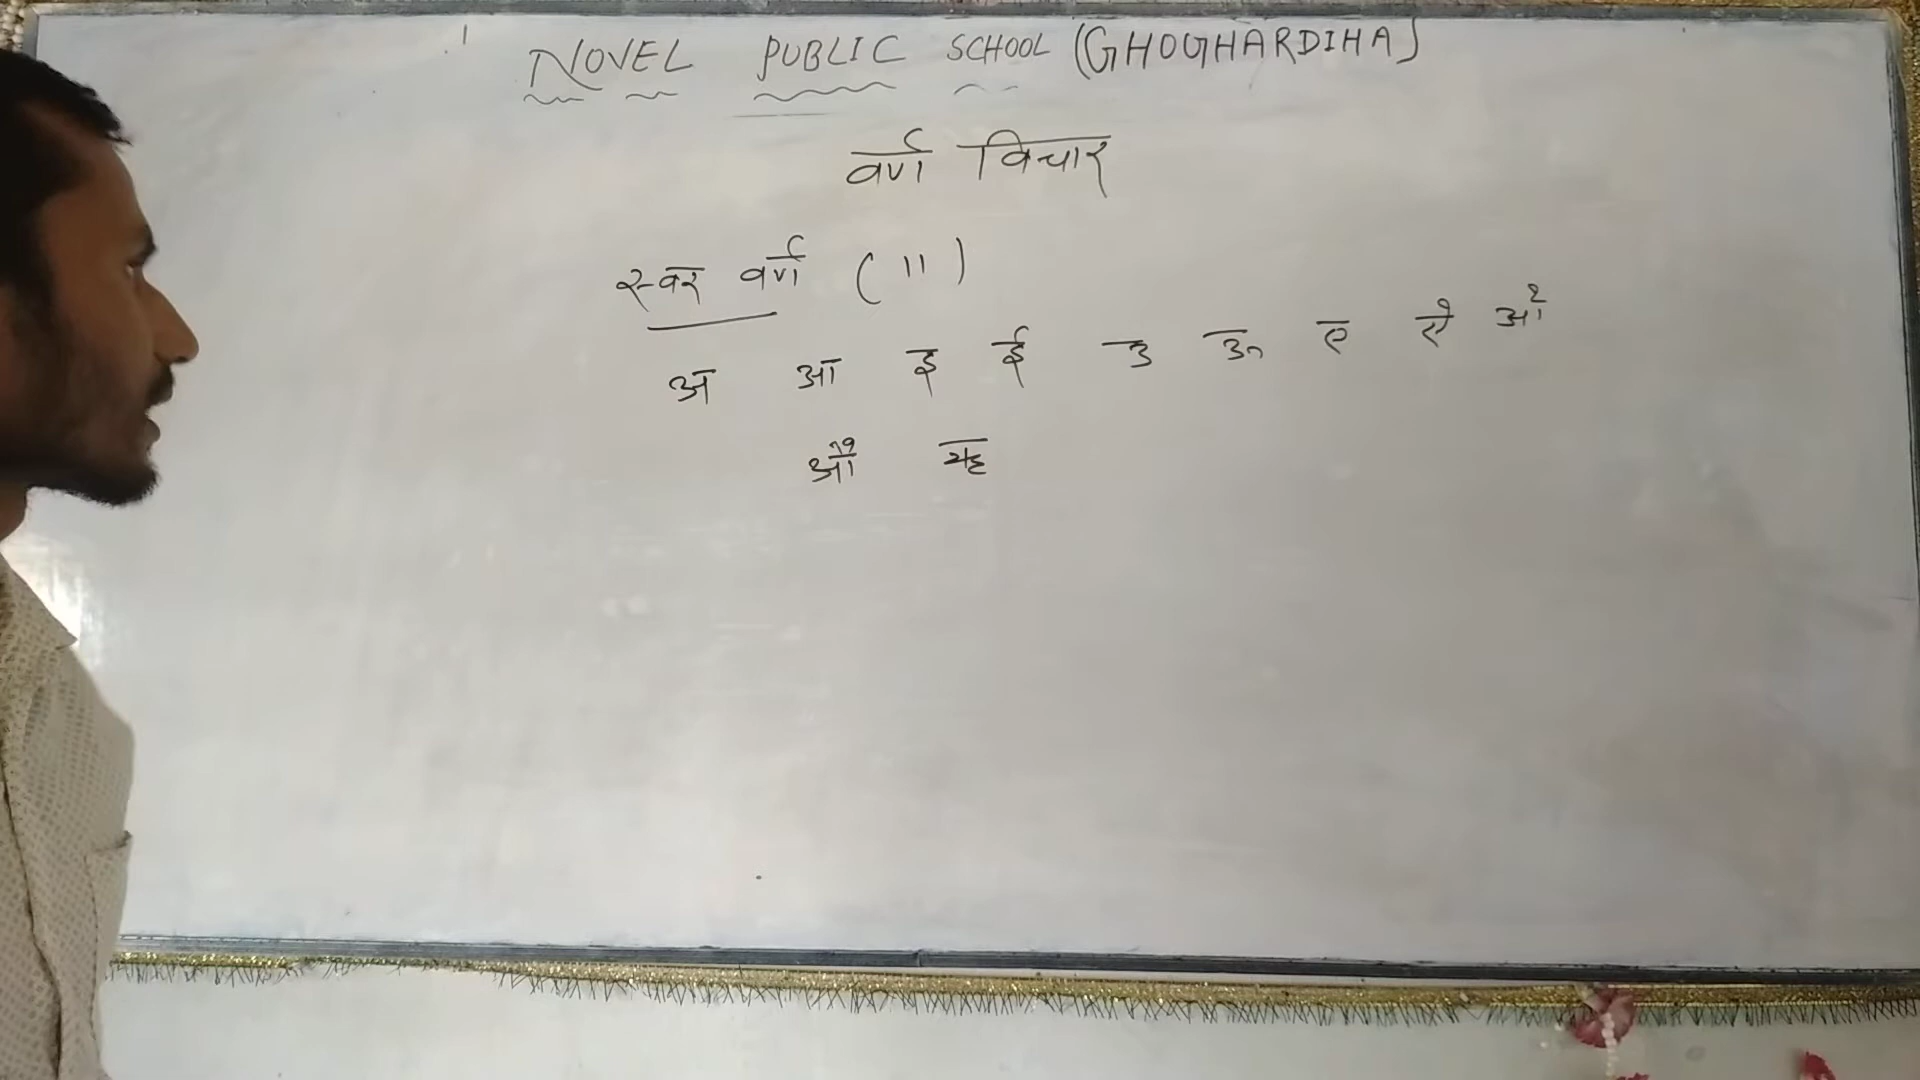 NOVEL PUBLIC SCHOOL (GHOGHARDIHA)
वर्ण विचार
स्वर वर्ण (11)
अ आ इ ई उ ऊ ए ऐ ओ
औ ऋ